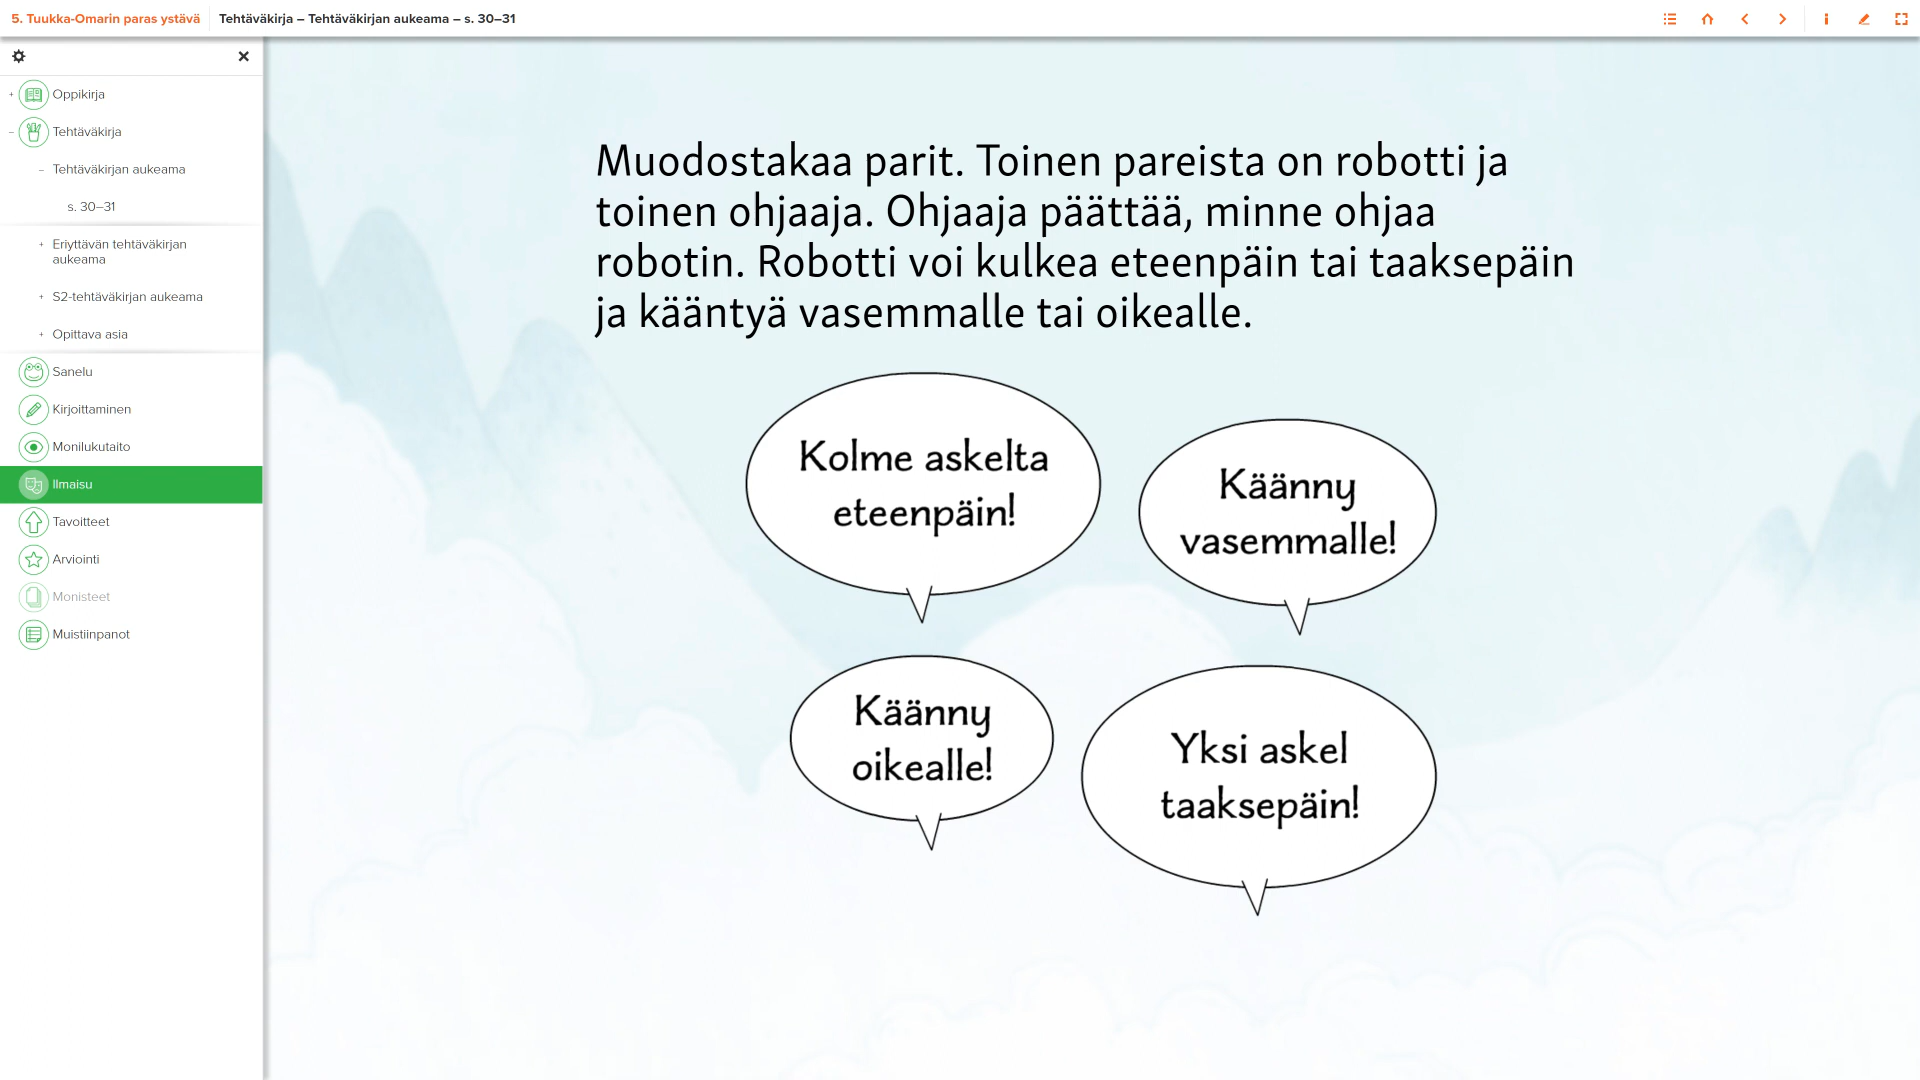 5. Tuukka-Omarin paras ystävä
Tehtäväkirja – Tehtäväkirjan aukeama – s. 30–31
Oppikirja
Tehtäväkirja
Tehtäväkirjan aukeama
s. 30–31
Eriyttävän tehtäväkirjan
aukeama
S2-tehtäväkirjan aukeama
Opittava asia
Sanelu
Kirjoittaminen
Monilukutaito
Ilmaisu
Tavoitteet
Arviointi
Monisteet
Muistiinpanot
Muodostakaa parit. Toinen pareista on robotti ja
toinen ohjaaja. Ohjaaja päättää, minne ohjaa
robotin. Robotti voi kulkea eteenpäin tai taaksepäin
ja kääntyä vasemmalle tai oikealle.
Kolme askelta
eteenpäin!
Käänny
vasemmalle!
Käänny
oikealle!
Yksi askel
taaksepäin!